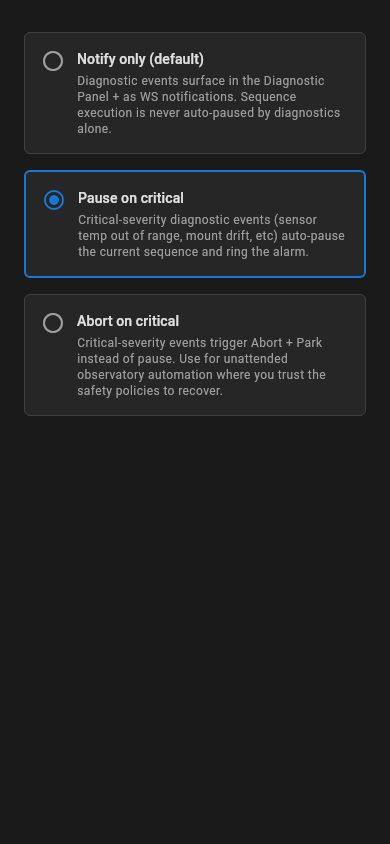 Notify only (default)
Diagnostic events surface in the Diagnostic
Panel + as WS notifications. Sequence
execution is never auto-paused by diagnostics
alone.
Pause on critical
Critical-severity diagnostic events (sensor
temp out of range, mount drift, etc) auto-pause
the current sequence and ring the alarm.
Abort on critical
Critical-severity events trigger Abort + Park
instead of pause. Use for unattended
observatory automation where you trust the
safety policies to recover.